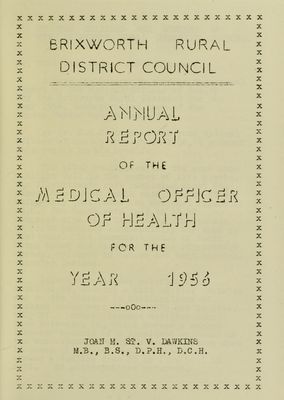 BRIXWORTH RURAL
DISTRICT COUNCIL
ANNUAL
REPORT
OF THE
MEDICAL OFFICER
OF HEALTH
FOR THE
YEAR 1956
---oOo---
JOAN M. ST. V. DAWKINS
M.B., B.S., D.P.H., D.C.H.